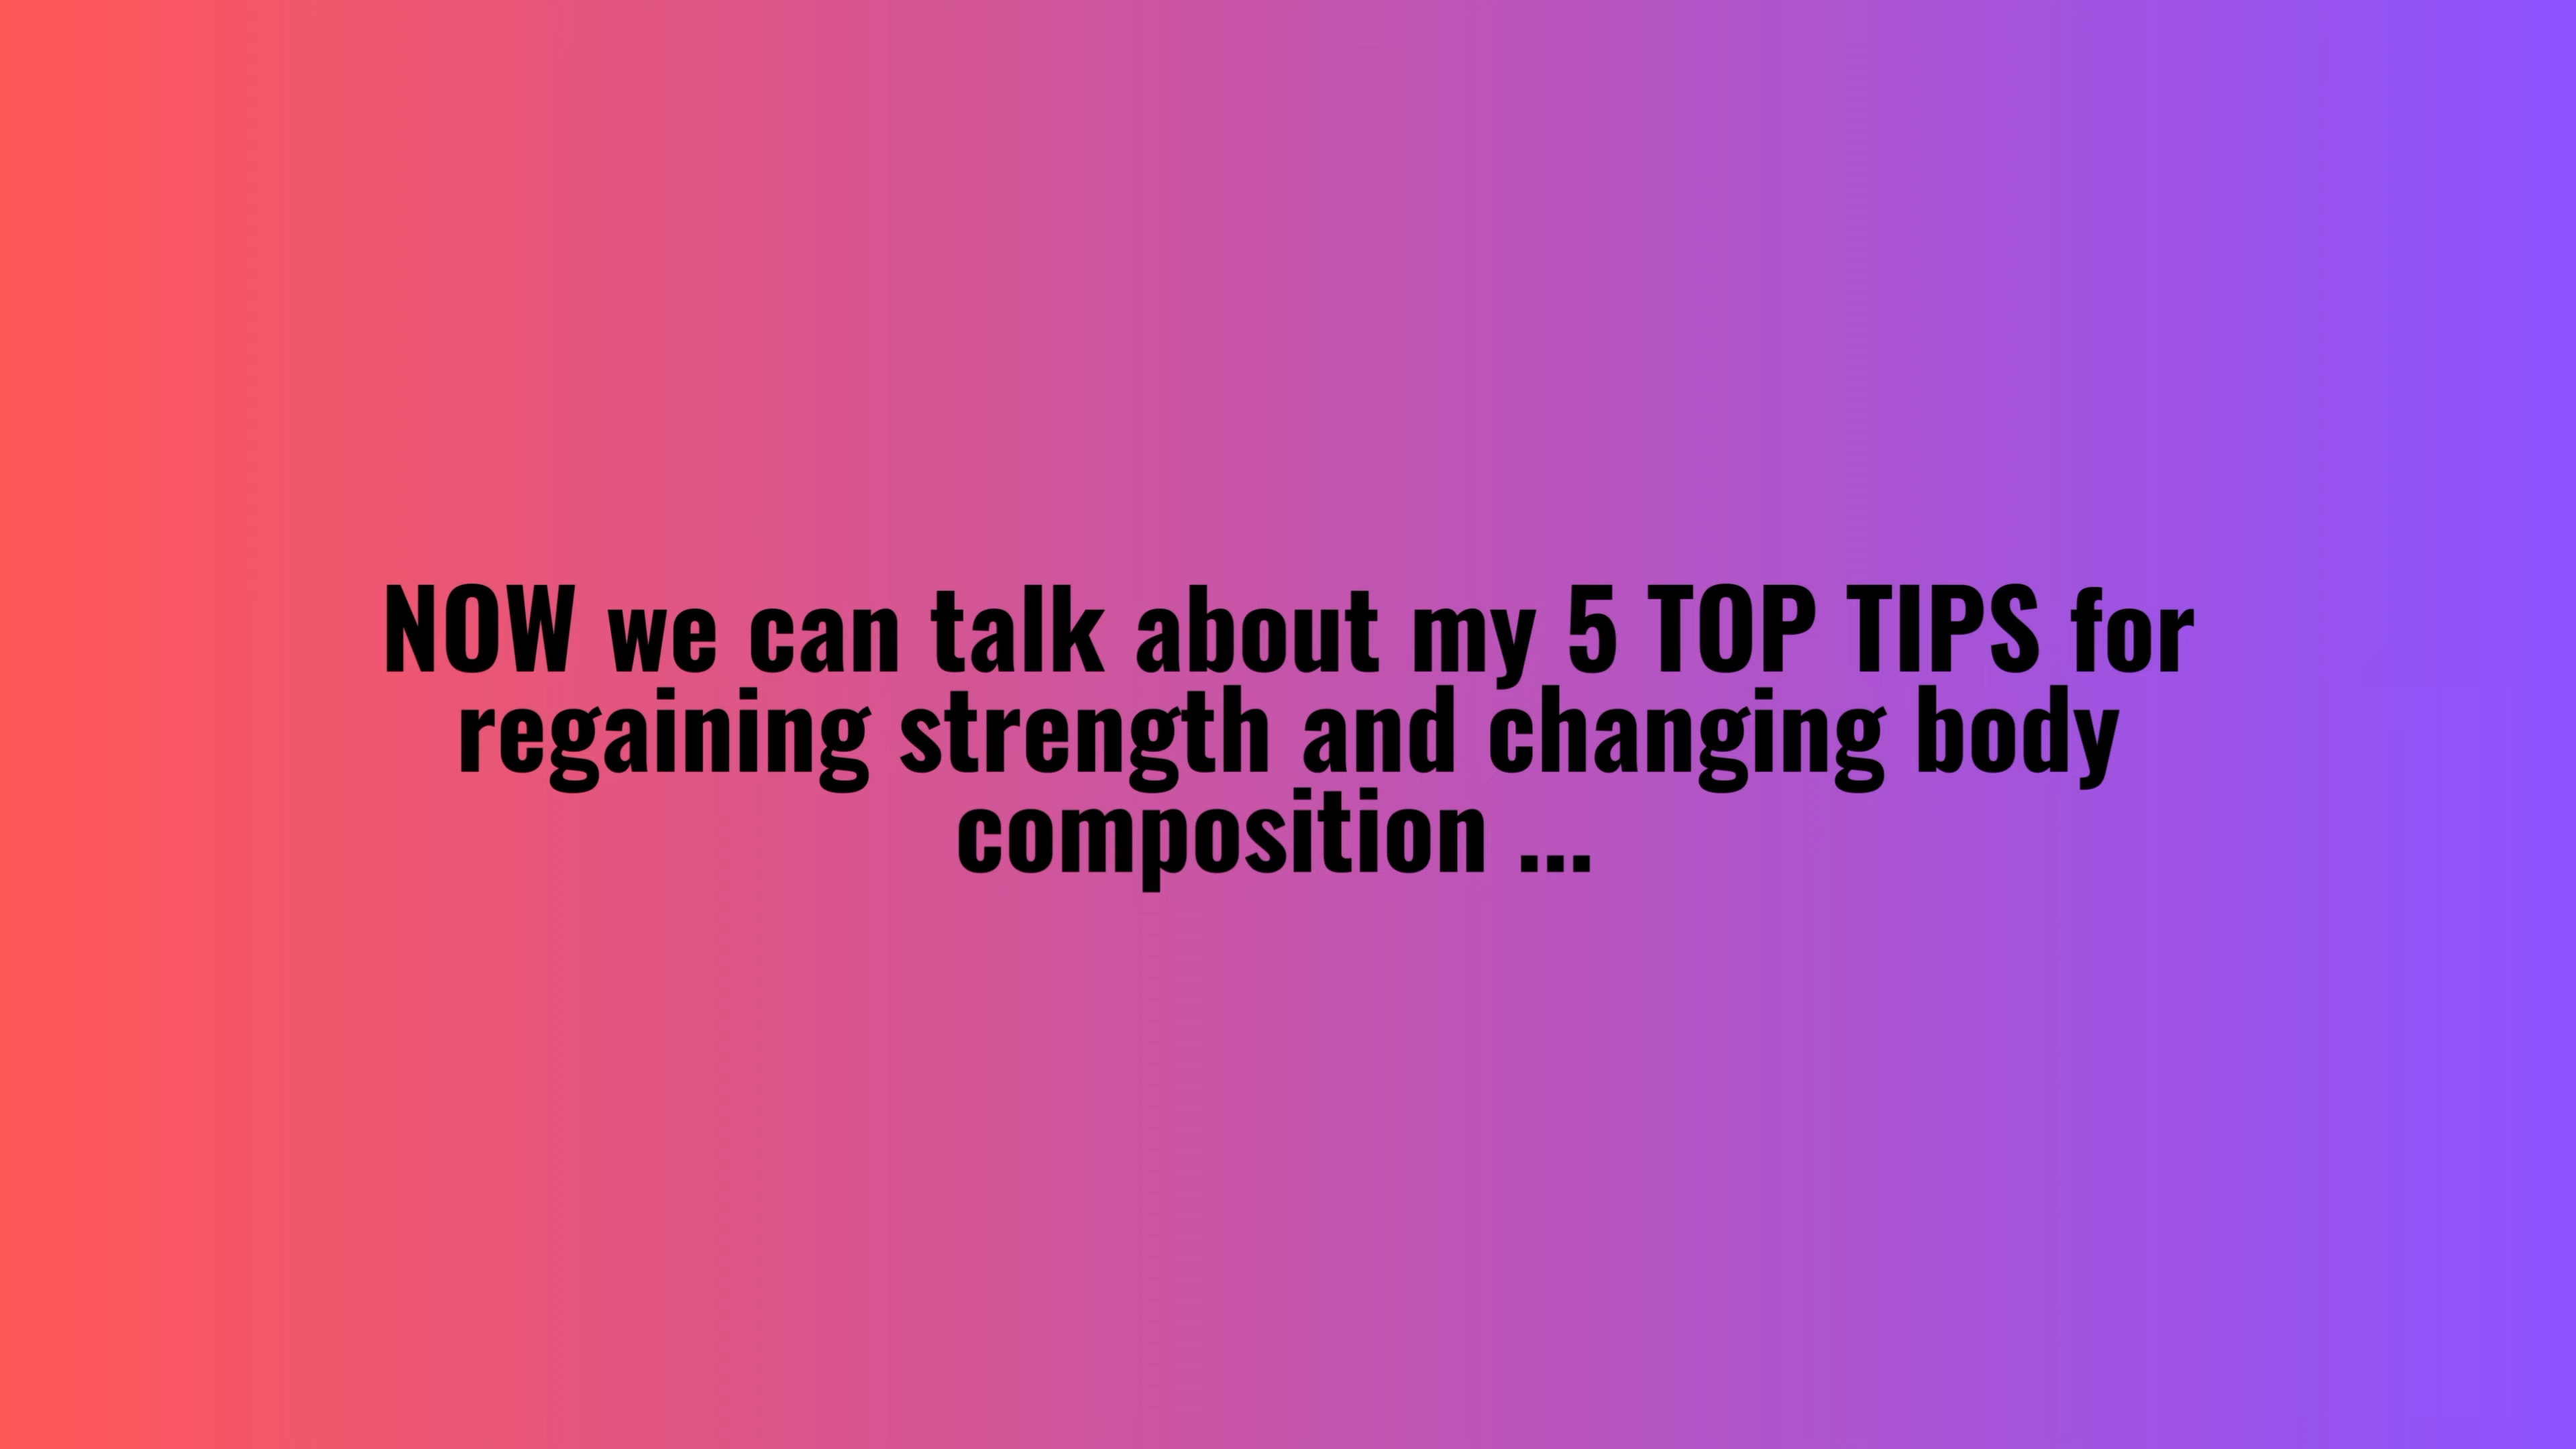 NOW we can talk about my 5 TOP TIPS for
regaining strength and changing body
composition ...